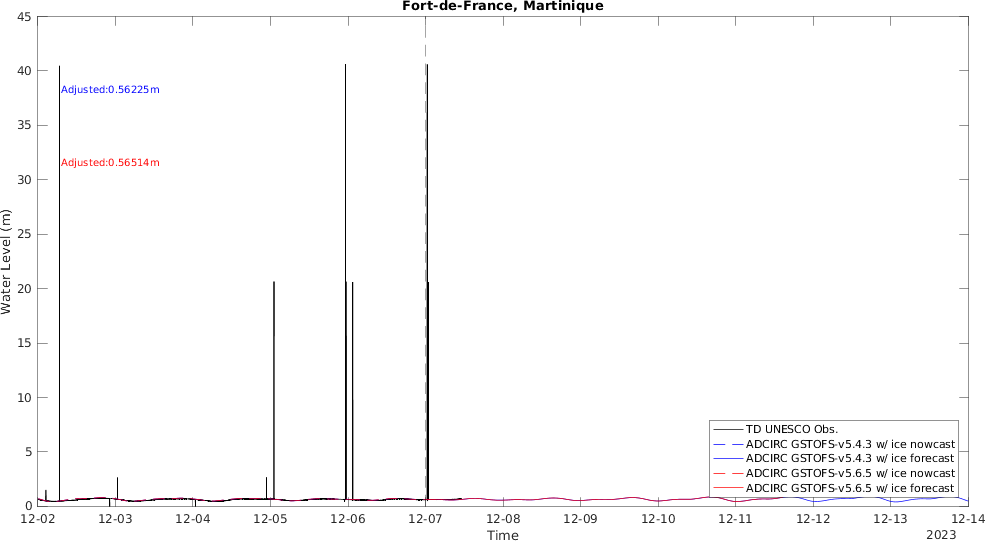 Fort-de-France, Martinique
45
40
35
30
25
20
15
10
5
0
Water Level (m)
Adjusted:0.56225m
Adjusted:0.56514m
TD UNESCO Obs.
ADCIRC GSTOFS-v5.4.3 w/ ice nowcast
ADCIRC GSTOFS-v5.4.3 w/ ice forecast
ADCIRC GSTOFS-v5.6.5 w/ ice nowcast
ADCIRC GSTOFS-v5.6.5 w/ ice forecast
12-02 12-03 12-04 12-05 12-06 12-07 12-08 12-09 12-10 12-11 12-12 12-13 12-14
Time
2023